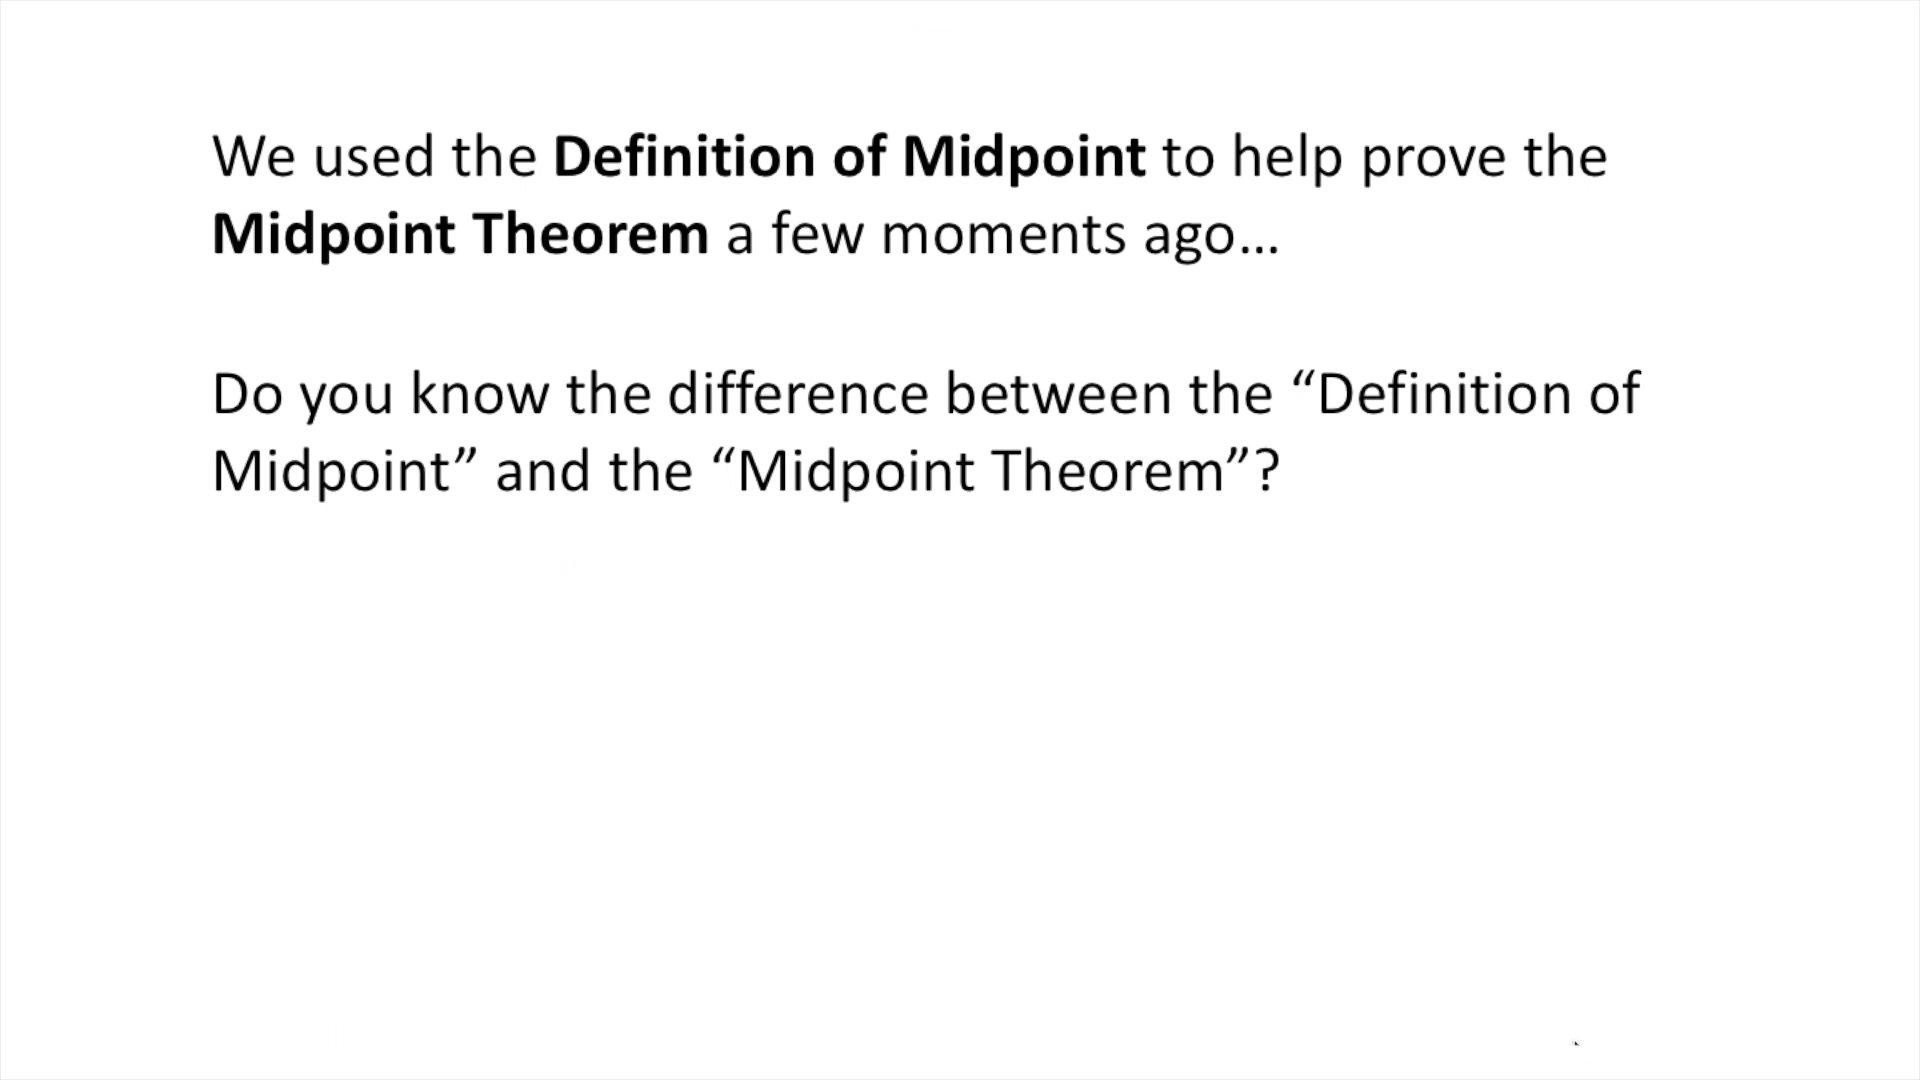 We used the Definition of Midpoint to help prove the
Midpoint Theorem a few moments ago…
Do you know the difference between the “Definition of
Midpoint” and the “Midpoint Theorem”?